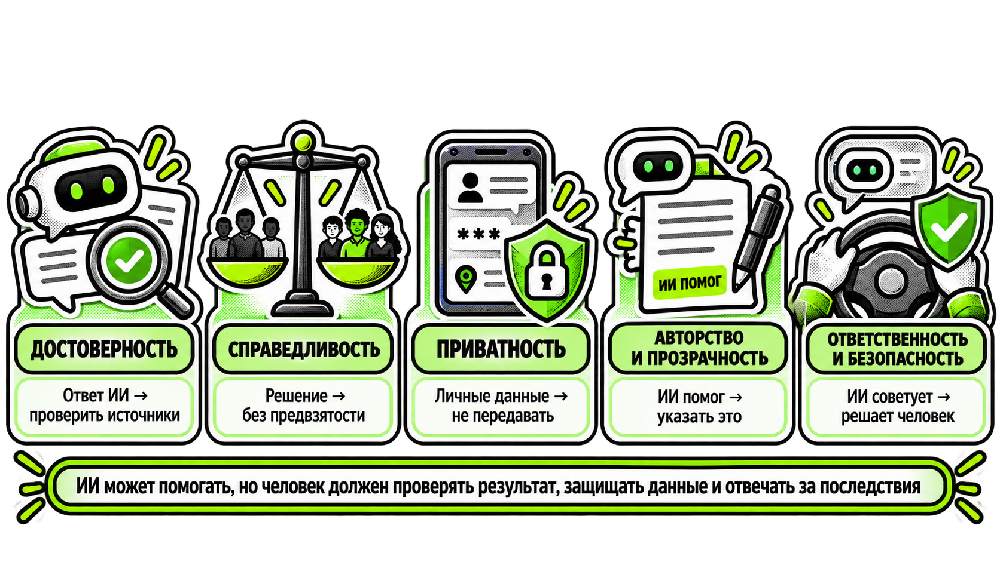 ***
ИИ ПОМОГ
ДОСТОВЕРНОСТЬ
Ответ ИИ →
проверить источники
СПРАВЕДЛИВОСТЬ
Решение →
без предвзятости
ПРИВАТНОСТЬ
Личные данные →
не передавать
АВТОРСТВО
И ПРОЗРАЧНОСТЬ
ИИ помог →
указать это
ОТВЕТСТВЕННОСТЬ
И БЕЗОПАСНОСТЬ
ИИ советует →
решает человек
ИИ может помогать, но человек должен проверять результат, защищать данные и отвечать за последствия